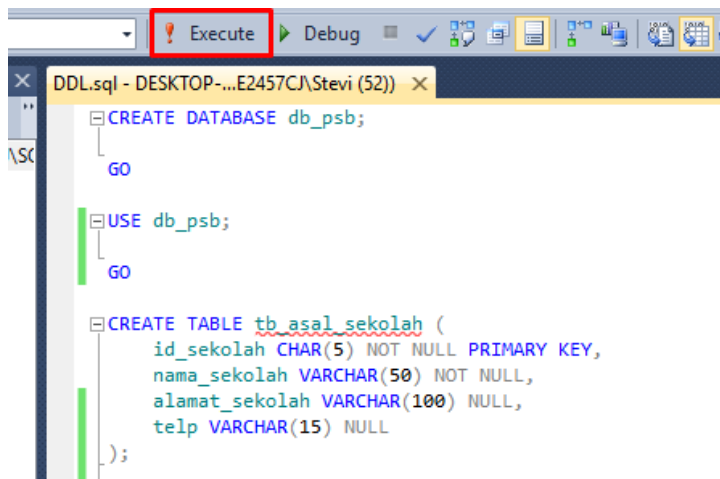 Execute Debug
DDL.sql - DESKTOP-...E2457CJ\Stevi (52))
\SC
CREATE DATABASE db_psb;
GO
USE db_psb;
GO
CREATE TABLE tb_asal_sekolah (
id_sekolah CHAR(5) NOT NULL PRIMARY KEY,
nama_sekolah VARCHAR(50) NOT NULL,
alamat_sekolah VARCHAR(100) NULL,
telp VARCHAR(15) NULL
);